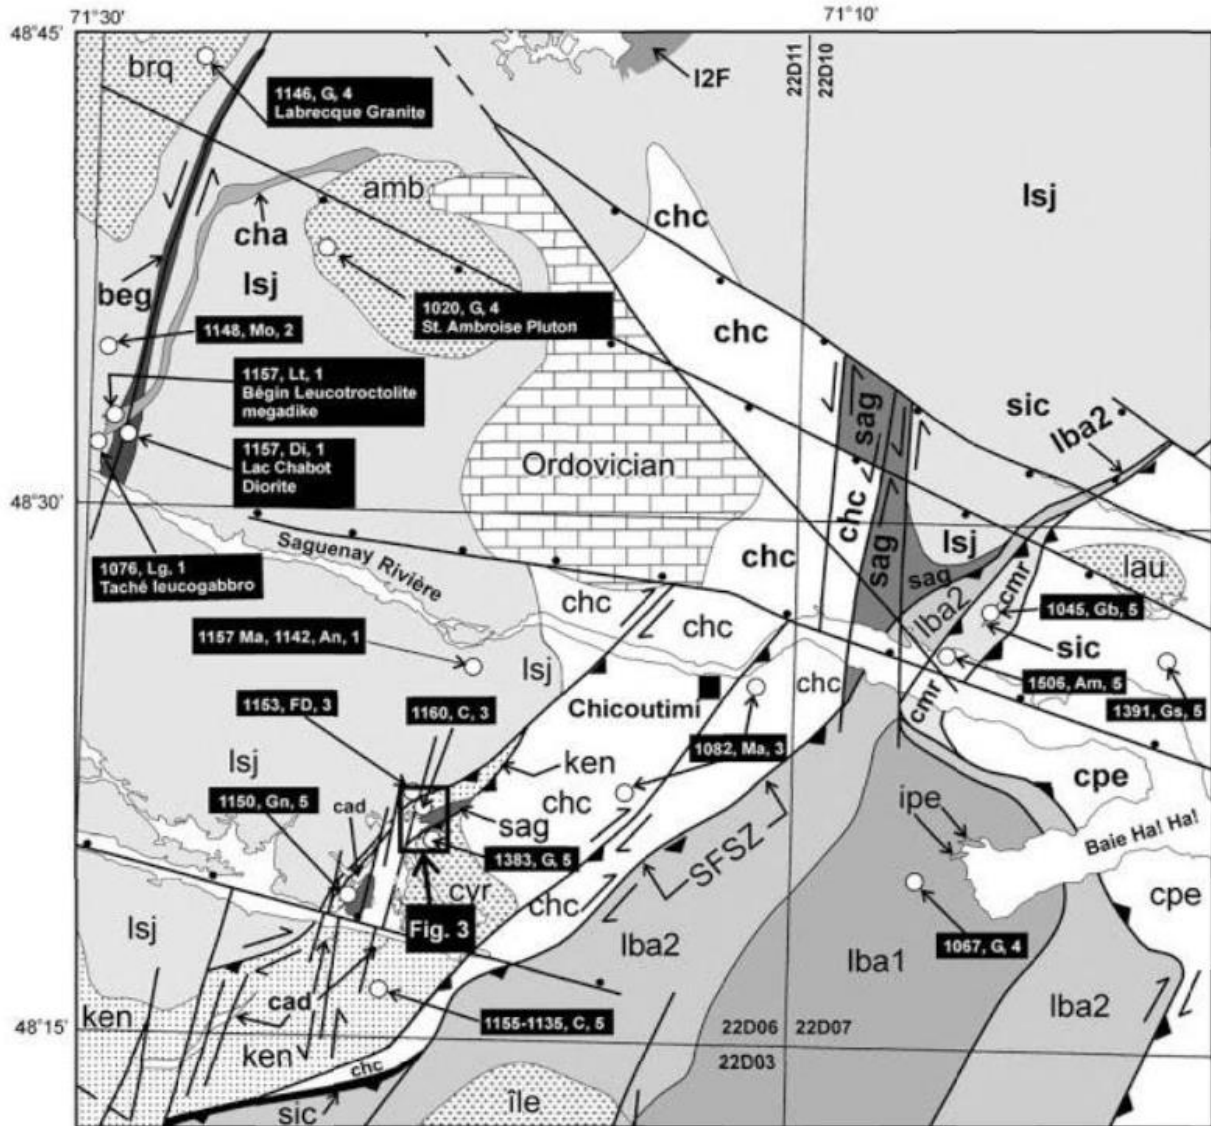 71°30'
71°10'
48°45'
brq
1146, G, 4
Labrecque Granite
I2F
22D11
22D10
amb
cha
lsj
beg
lsj
chc
chc
1020, G, 4
St. Ambroise Pluton
1148, Mo, 2
1157, Lt, 1
Bégin Leucotroctolite
megadike
1157, Di, 1
Lac Chabot
Diorite
sag
sic
lba2
Ordovician
48°30'
chc
sag
lsj
Saguenay Rivière
chc
1076, Lg, 1
Taché leucogabbro
sag
lau
cmr
lba2
1045, Gb, 5
chc
chc
sic
1157 Ma, 1142, An, 1
lsj
chc
1506, Am, 5
1153, FD, 3
1160, C, 3
Chicoutimi
cmr
1391, Gs, 5
1082, Ma, 3
lsj
ken
cpe
1150, Gn, 5
cad
chc
ipe
sag
Baie Ha! Ha!
1383, G, 5
SFSZ
cvr
chc
cpe
Fig. 3
lsj
lba2
lba1
1067, G, 4
cad
lba2
ken
1155-1135, C, 5
48°15'
22D06
22D07
ken
22D03
chc
sic
île